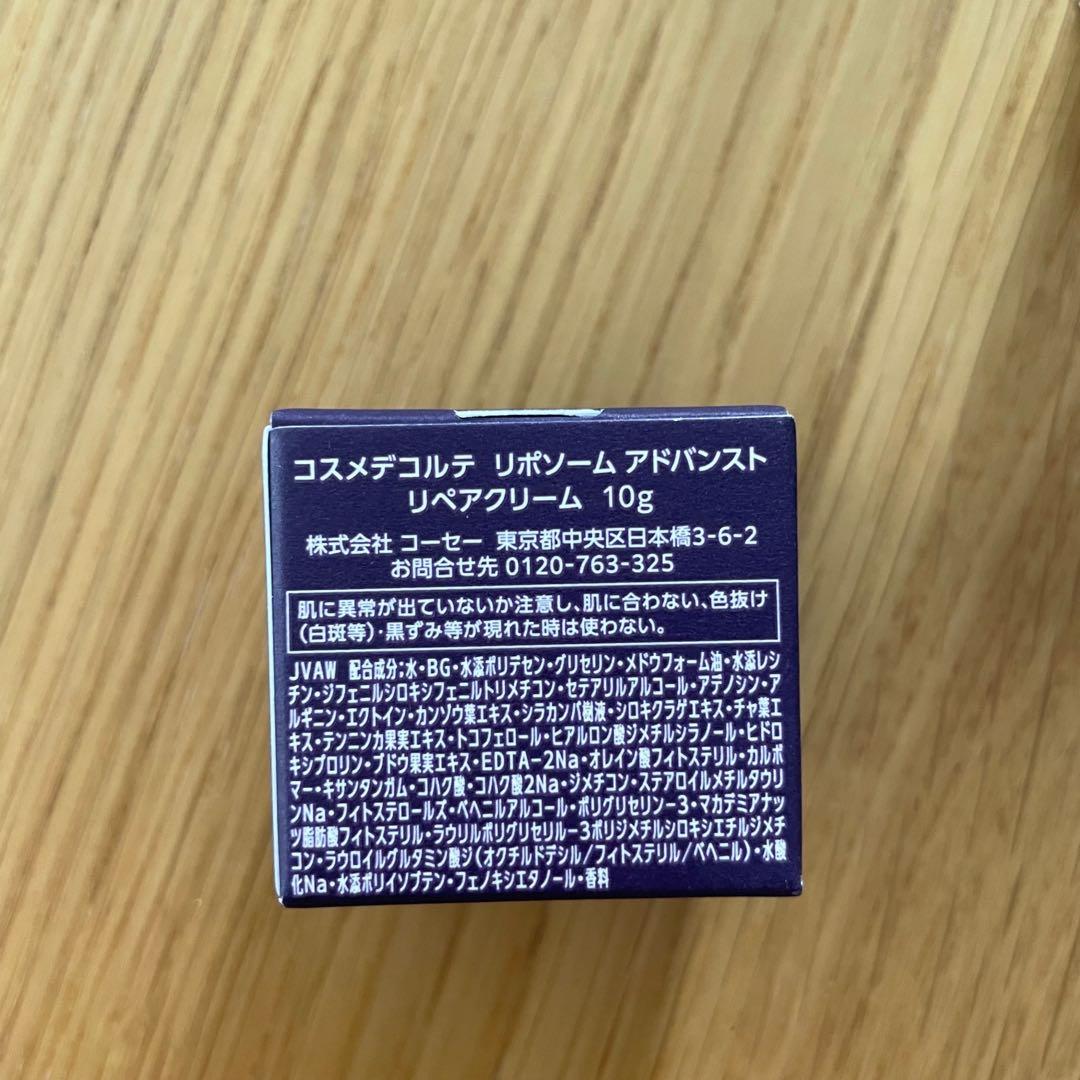 コスメデコルテ リポソーム アドバンスト
リペアクリーム 10g
株式会社 コーセー 東京都中央区日本橋3-6-2
お問合せ先 0120-763-325
肌に異常が出ていないか注意し、肌に合わない、色抜け
(白斑等)・黒ずみ等が現れた時は使わない。
JVAW 配合成分;水・BG・水添ポリデセン・グリセリン・メドウフォーム油・水添レシ
チン・ジフェニルシロキシフェニルトリメチコン・セテアリルアルコール・アデノシン・ア
ルギニン・エクトイン・カンゾウ葉エキス・シラカンバ樹液・シロキクラゲエキス・チャ葉エ
キス・テンニンカ果実エキス・トコフェロール・ヒアルロン酸ジメチルシラノール・ヒドロ
キシプロリン・ブドウ果実エキス・EDTA-2Na・オレイン酸フィトステリル・カルボ
マー・キサンタンガム・コハク酸・コハク酸2Na・ジメチコン・ステアロイルメチルタウリ
ンNa・フィトステロールズ・ベヘニルアルコール・ポリグリセリン-3・マカデミアナッ
ツ脂肪酸フィトステリル・ラウリルポリグリセリル-3ポリジメチルシロキシエチルジメチ
コン・ラウロイルグルタミン酸ジ(オクチルドデシル/フィトステリル/ベヘニル)・水酸
化Na・水添ポリイソブテン・フェノキシエタノール・香料